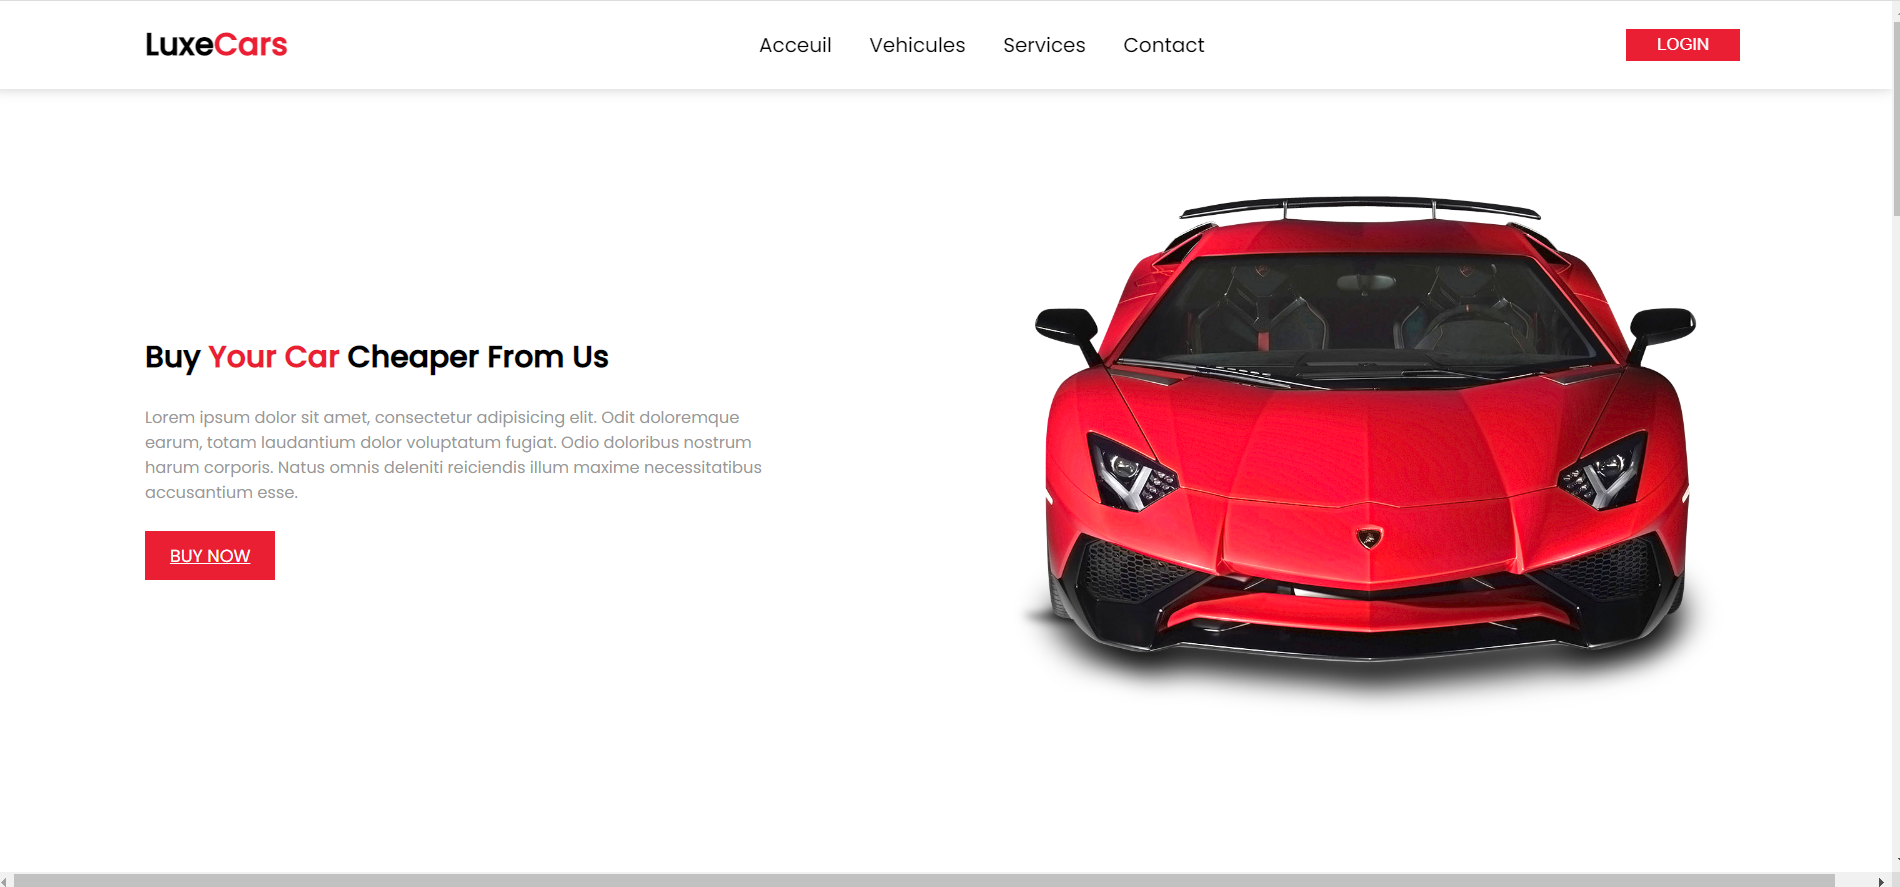 LuxeCars
Acceuil Vehicules Services Contact
LOGIN
Buy Your Car Cheaper From Us
Lorem ipsum dolor sit amet, consectetur adipisicing elit. Odit doloremque
earum, totam laudantium dolor voluptatum fugiat. Odio doloribus nostrum
harum corporis. Natus omnis deleniti reiciendis illum maxime necessitatibus
accusantium esse.
BUY NOW